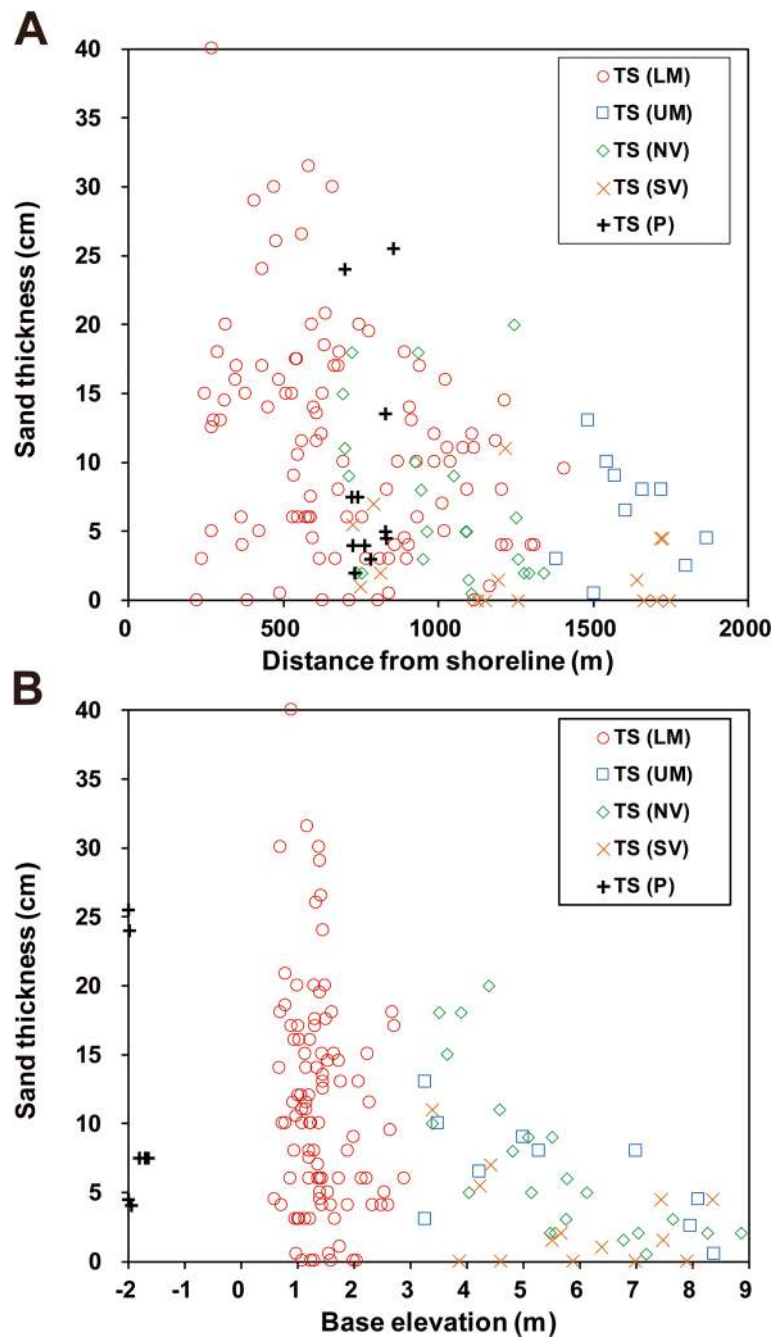 A
40
35
30
25
20
15
10
5
0
Sand thickness (cm)
TS (LM)
TS (UM)
TS (NV)
TS (SV)
TS (P)
0 500 1000 1500 2000
Distance from shoreline (m)
B
40
35
30
25
20
15
10
5
0
Sand thickness (cm)
TS (LM)
TS (UM)
TS (NV)
TS (SV)
TS (P)
-2 -1 0 1 2 3 4 5 6 7 8 9
Base elevation (m)